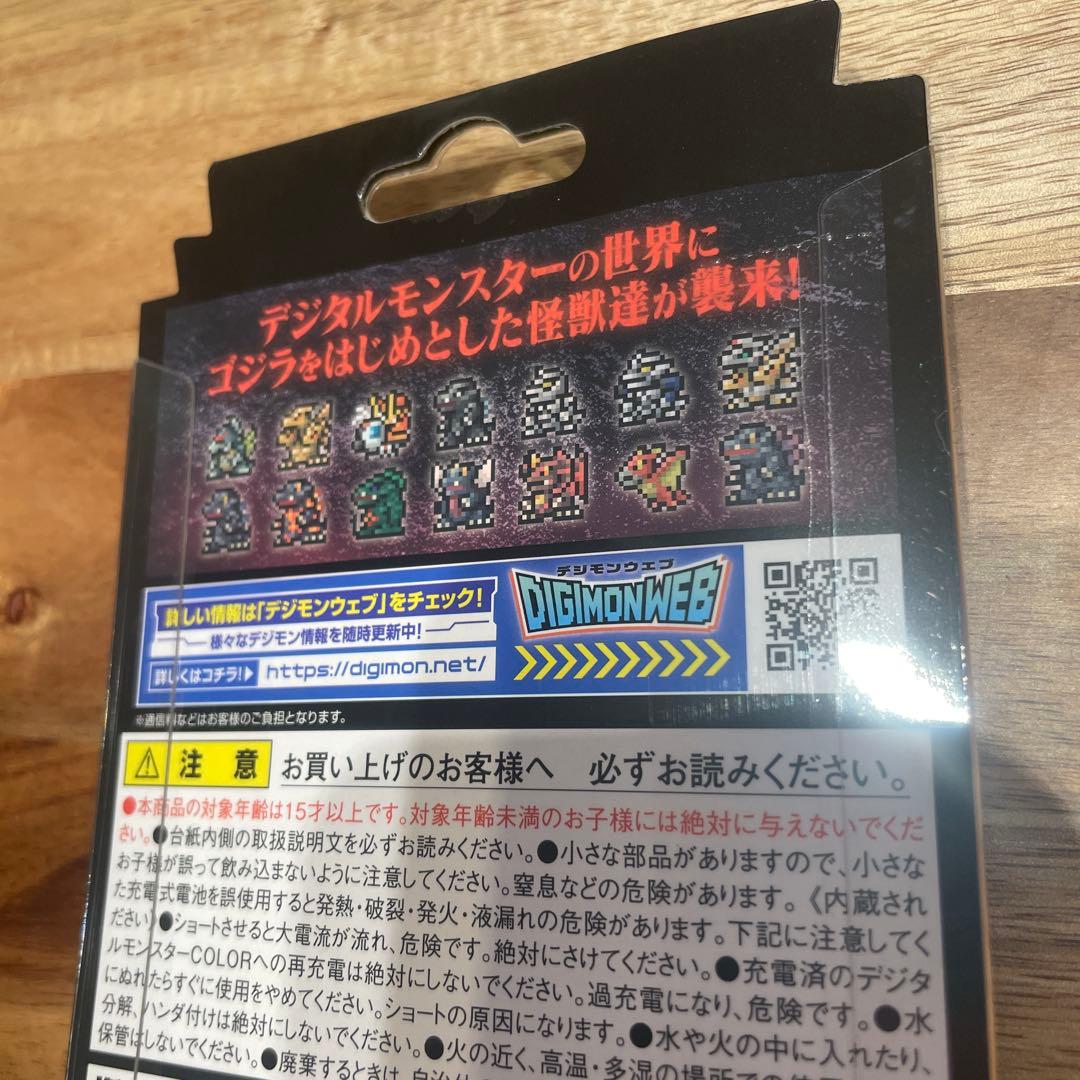 デジタルモンスターの世界に
ゴジラをはじめとした怪獣達が襲来!
詳しい情報は「デジモンウェブ」をチェック!
様々なデジモン情報を随時更新中!
詳しくはコチラ!▶ https://digimon.net/
デジモンウェブ
DIGIMONWEB
※通信料などはお客様のご負担となります。
⚠注 意 お買い上げのお客様へ 必ずお読みください。
●本商品の対象年齢は15才以上です。対象年齢未満のお子様には絶対に与えないでくだ
さい。●台紙内側の取扱説明文を必ずお読みください。●小さな部品がありますので、小さな
お子様が誤って飲み込まないように注意してください。窒息などの危険があります。《内蔵され
た充電式電池を誤使用すると発熱・破裂・発火・液漏れの危険があります。下記に注意してく
ださい》●ショートさせると大電流が流れ、危険です。絶対にさけてください。●充電済のデジタ
ルモンスターCOLORへの再充電は絶対にしないでください。過充電になり、危険です。●水
にぬれたらすぐに使用をやめてください。ショートの原因になります。●水や火の中に入れたり、
分解、ハンダ付けは絶対にしないでください。●火の近く、高温・多湿の場所での
保管はしないでください。●廃棄するときは